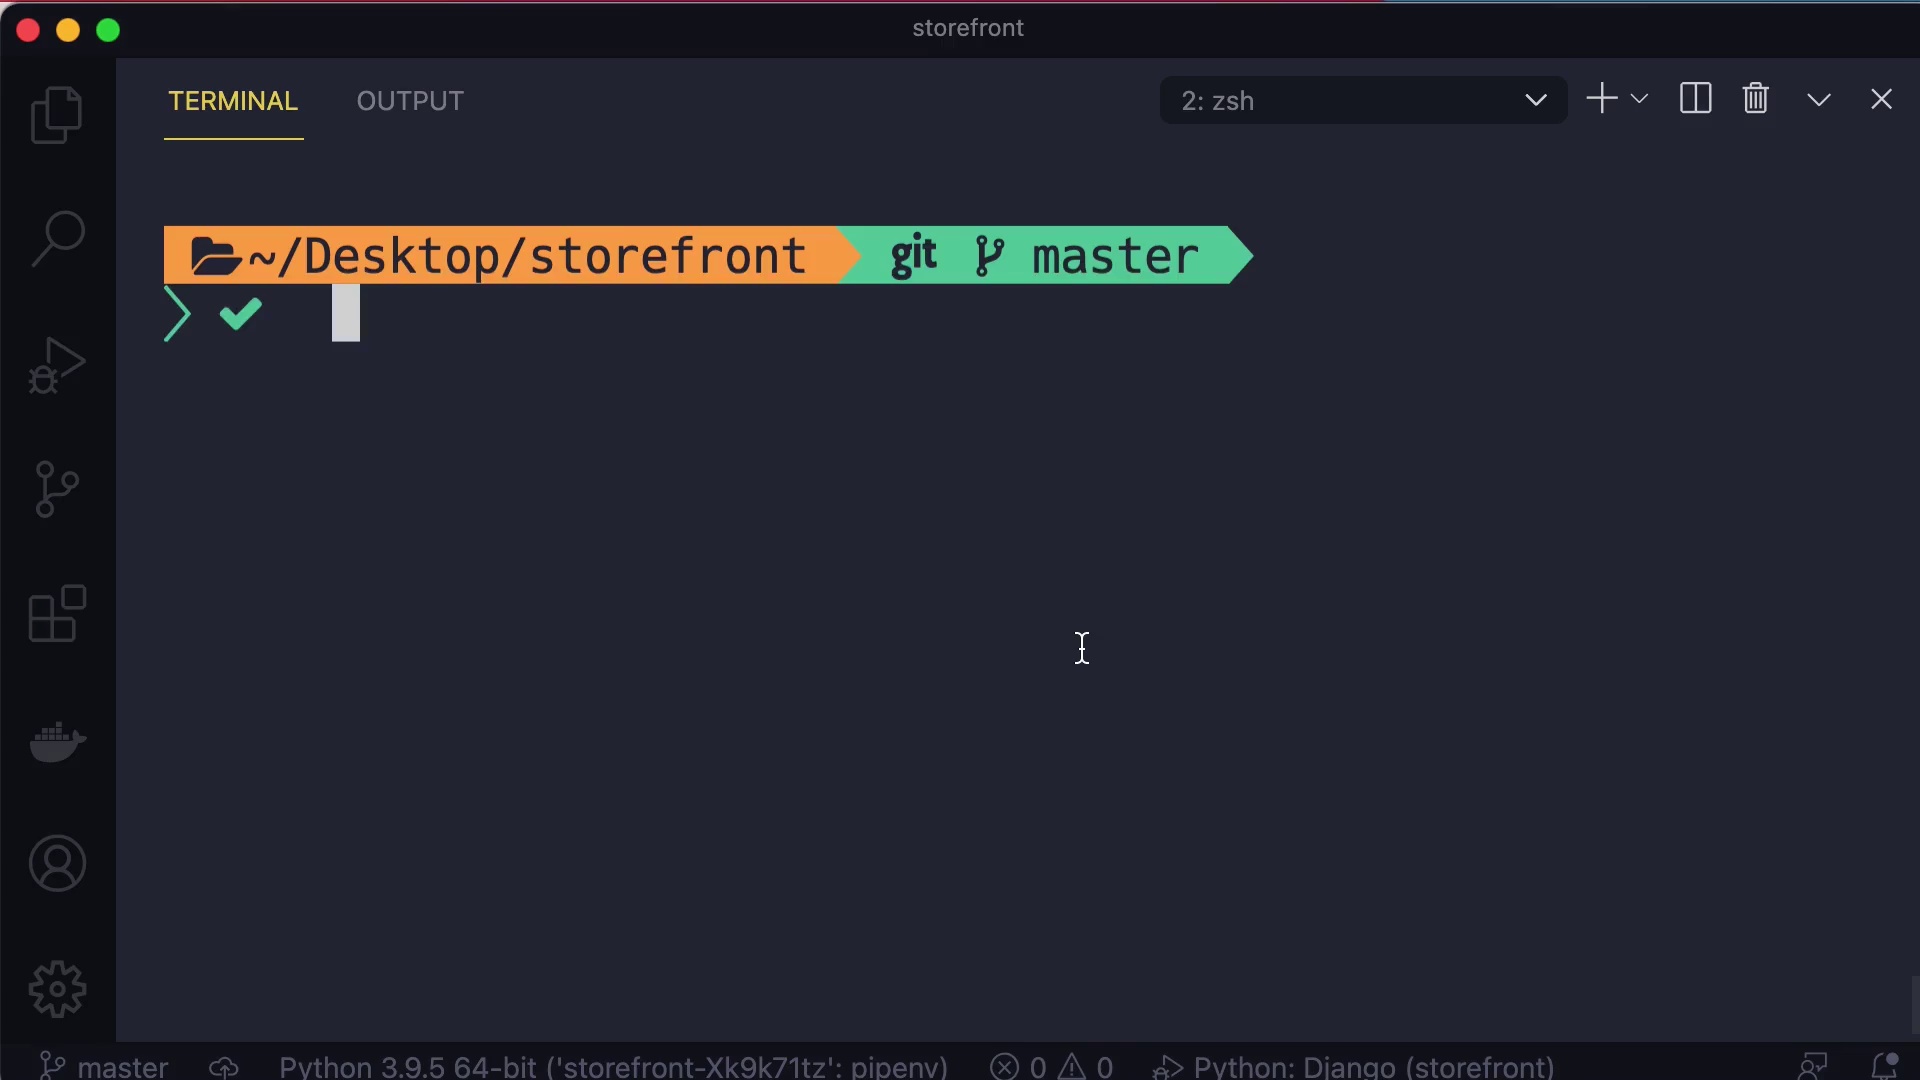 storefront
TERMINAL OUTPUT 2: zsh
~/Desktop/storefront git master
master Python 3.9.5 64-bit ('storefront-Xk9k71tz': pipenv) 0 0 Python: Django (storefront)